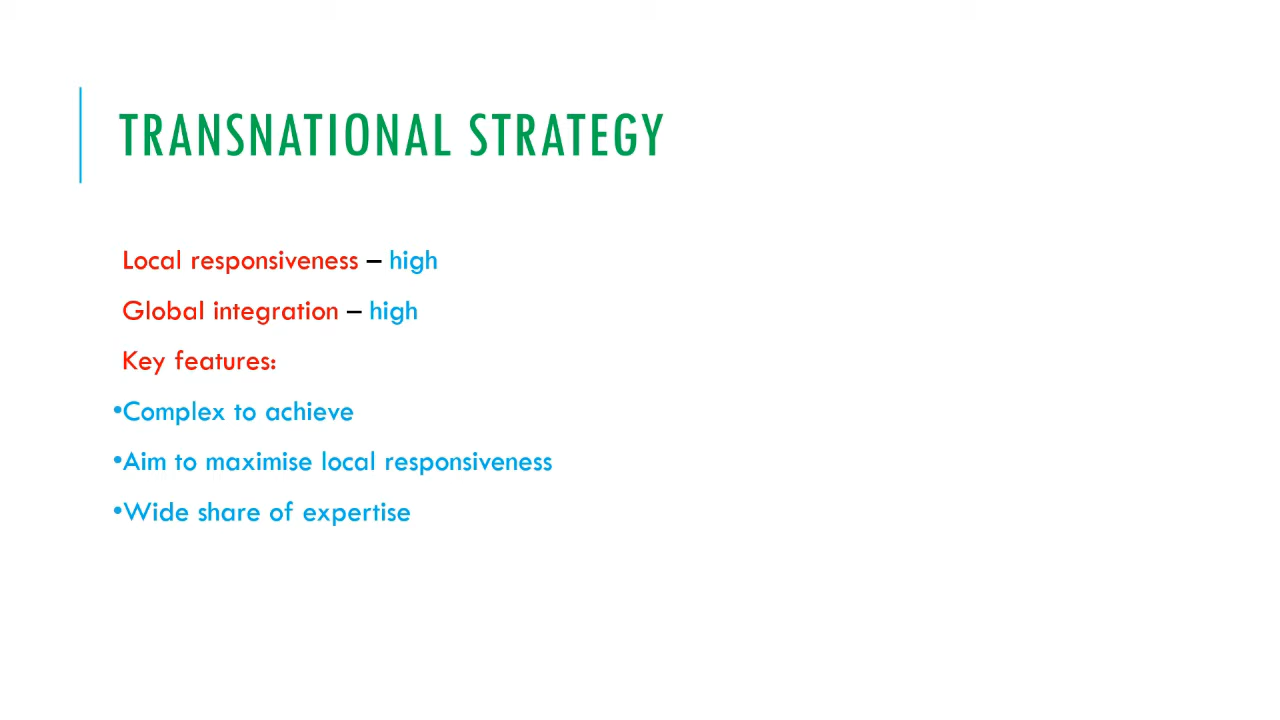 TRANSNATIONAL STRATEGY
Local responsiveness – high
Global integration – high
Key features:
•Complex to achieve
•Aim to maximise local responsiveness
•Wide share of expertise